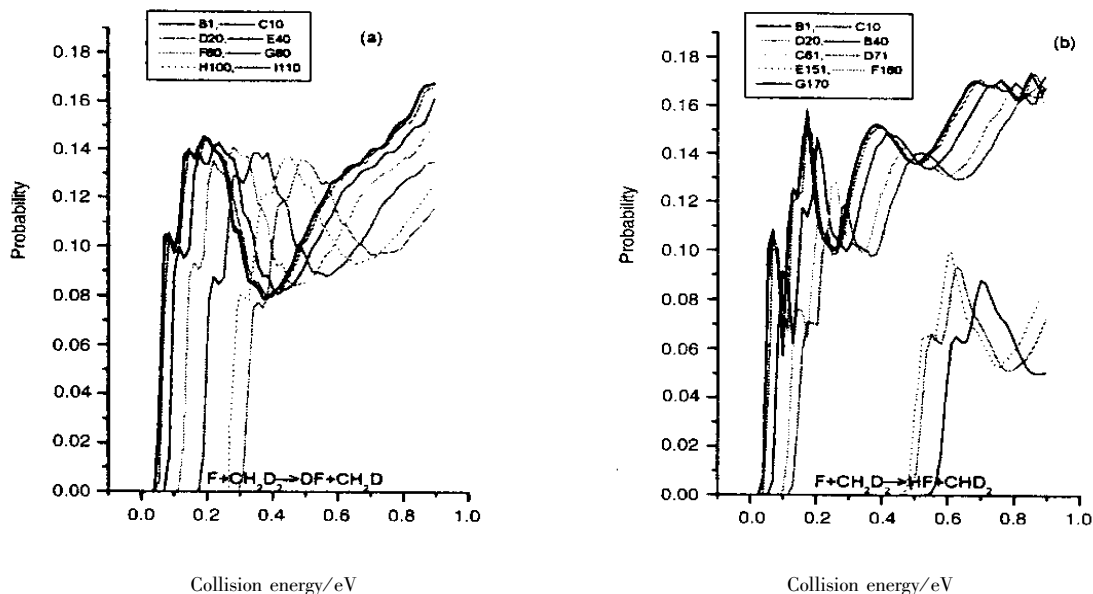 B1, C10
D20, E40
F60, G80
H100, I110
(a)
0.18
0.16
0.14
0.12
0.10
0.08
0.06
0.04
0.02
0.00
Probability
F+CH₂D₂→DF+CH₂D
0.0 0.2 0.4 0.6 0.8 1.0
Collision energy/eV
B1, C10
D20, B40
C61, D71
E151, F160
G170
(b)
0.18
0.16
0.14
0.12
0.10
0.08
0.06
0.04
0.02
0.00
Probability
F+CH₂D₂→HF+CHD₂
0.0 0.2 0.4 0.6 0.8 1.0
Collision energy/eV